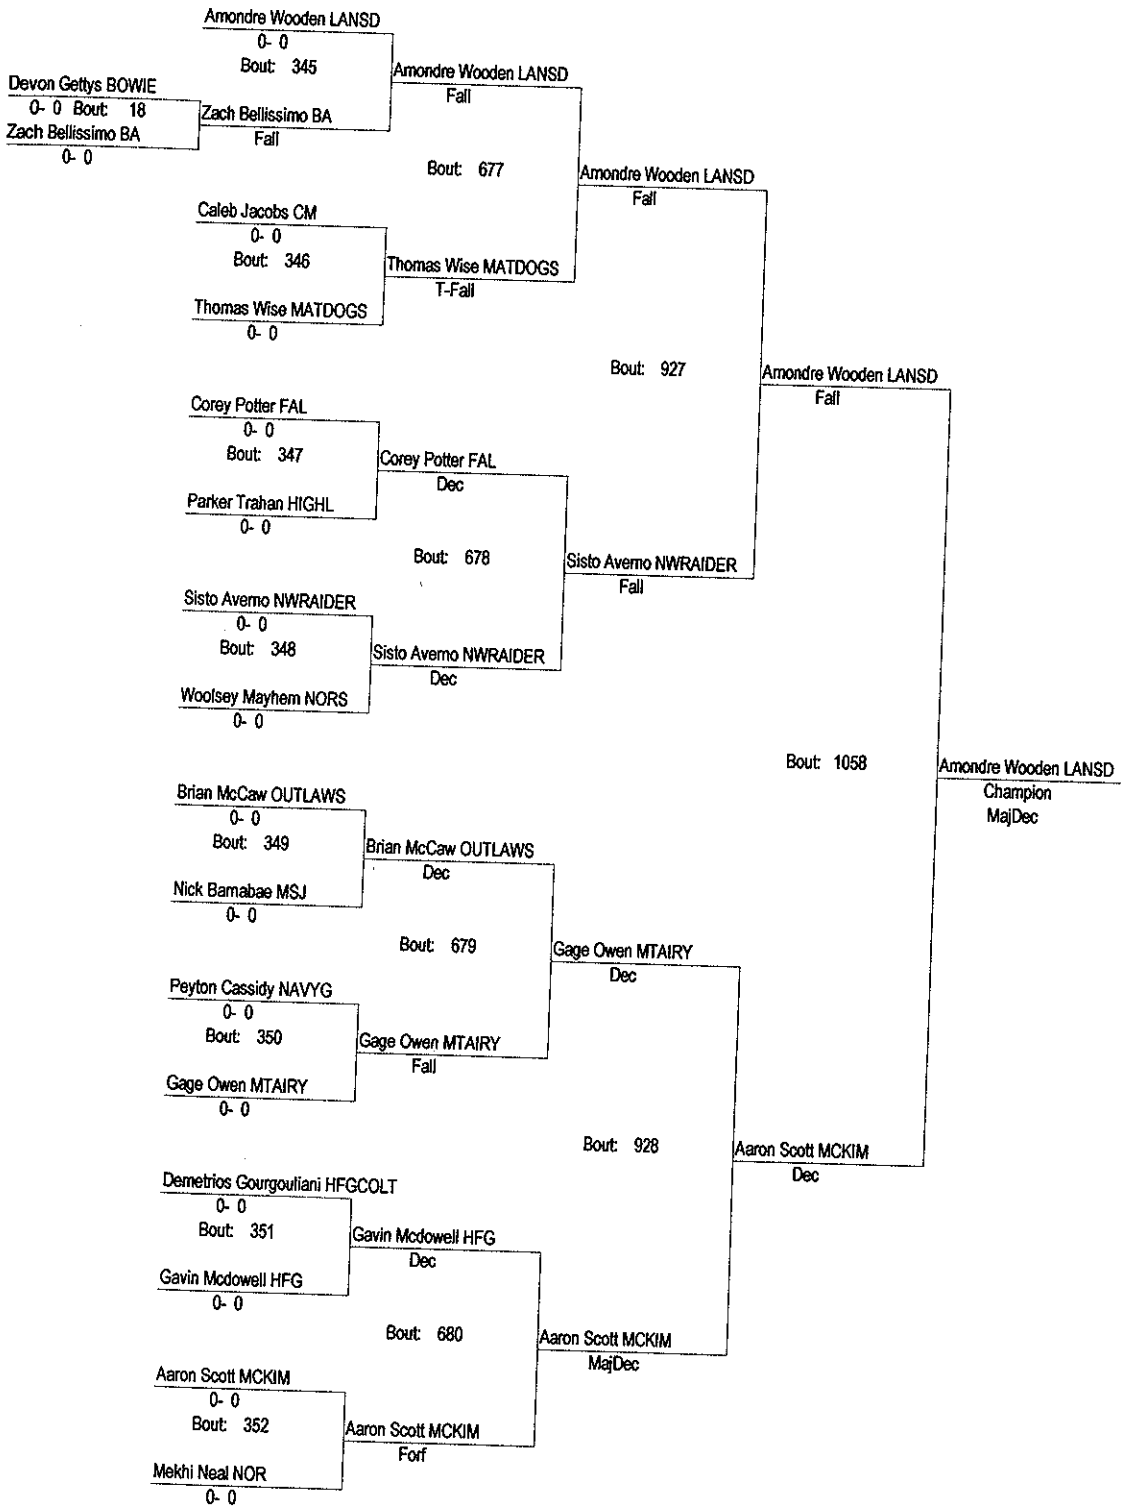 Amondre Wooden LANSD
0- 0
Bout: 345
Amondre Wooden LANSD
Fall
Devon Gettys BOWIE
0- 0 Bout: 18
Zach Bellissimo BA
Fall
Zach Bellissimo BA
0- 0
Bout: 677
Amondre Wooden LANSD
Fall
Caleb Jacobs CM
0- 0
Bout: 346
Thomas Wise MATDOGS
T-Fall
Thomas Wise MATDOGS
0- 0
Bout: 927
Amondre Wooden LANSD
Fall
Corey Potter FAL
0- 0
Bout: 347
Corey Potter FAL
Dec
Parker Trahan HIGHL
0- 0
Bout: 678
Sisto Averno NWRAIDER
Fall
Sisto Averno NWRAIDER
0- 0
Bout: 348
Sisto Averno NWRAIDER
Dec
Woolsey Mayhem NORS
0- 0
Bout: 1058
Amondre Wooden LANSD
Champion
MajDec
Brian McCaw OUTLAWS
0- 0
Bout: 349
Brian McCaw OUTLAWS
Dec
Nick Barnabae MSJ
0- 0
Bout: 679
Gage Owen MTAIRY
Dec
Peyton Cassidy NAVYG
0- 0
Bout: 350
Gage Owen MTAIRY
Fall
Gage Owen MTAIRY
0- 0
Bout: 928
Aaron Scott MCKIM
Dec
Demetrios Gourgouliani HFGCOLT
0- 0
Bout: 351
Gavin Mcdowell HFG
Dec
Gavin Mcdowell HFG
0- 0
Bout: 680
Aaron Scott MCKIM
MajDec
Aaron Scott MCKIM
0- 0
Bout: 352
Aaron Scott MCKIM
Forf
Mekhi Neal NOR
0- 0